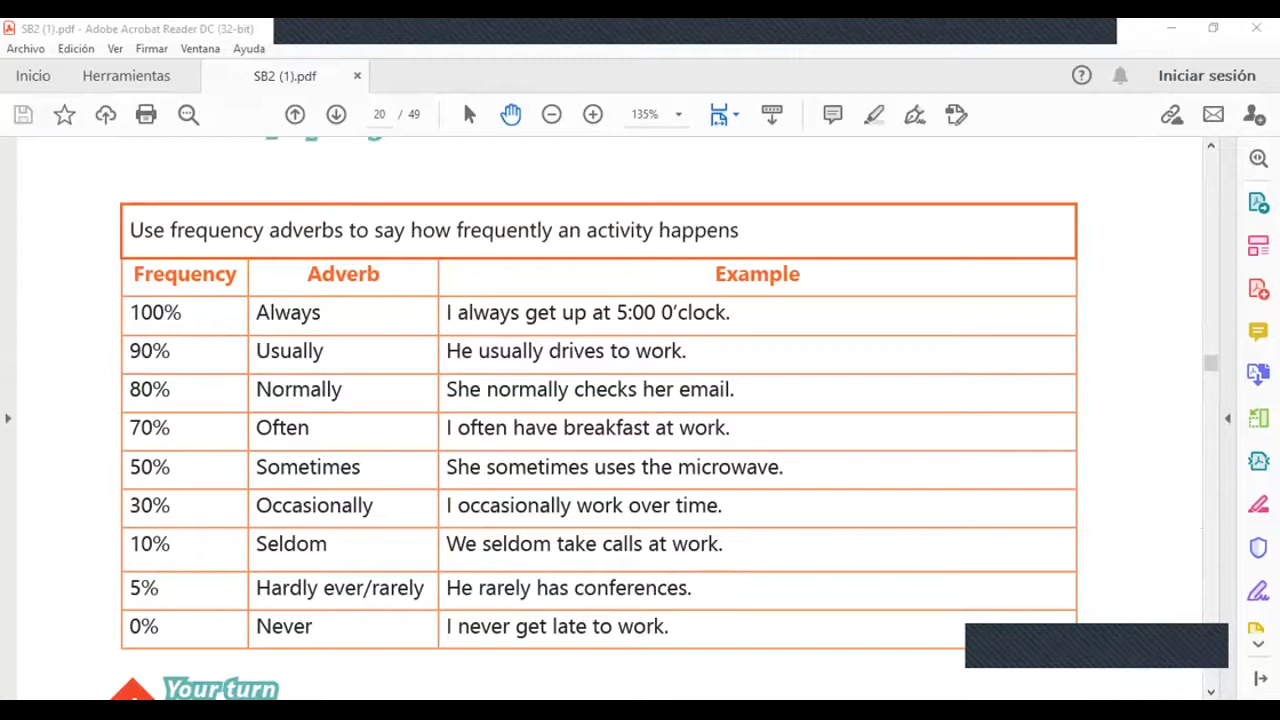 SB2 (1).pdf - Adobe Acrobat Reader DC (32-bit)
Archivo Edición Ver Firmar Ventana Ayuda
Inicio Herramientas SB2 (1).pdf × Iniciar sesión
20 / 49 135%
Use frequency adverbs to say how frequently an activity happens
Frequency Adverb Example
100% Always I always get up at 5:00 0’clock.
90% Usually He usually drives to work.
80% Normally She normally checks her email.
70% Often I often have breakfast at work.
50% Sometimes She sometimes uses the microwave.
30% Occasionally I occasionally work over time.
10% Seldom We seldom take calls at work.
5% Hardly ever/rarely He rarely has conferences.
0% Never I never get late to work.
Your turn